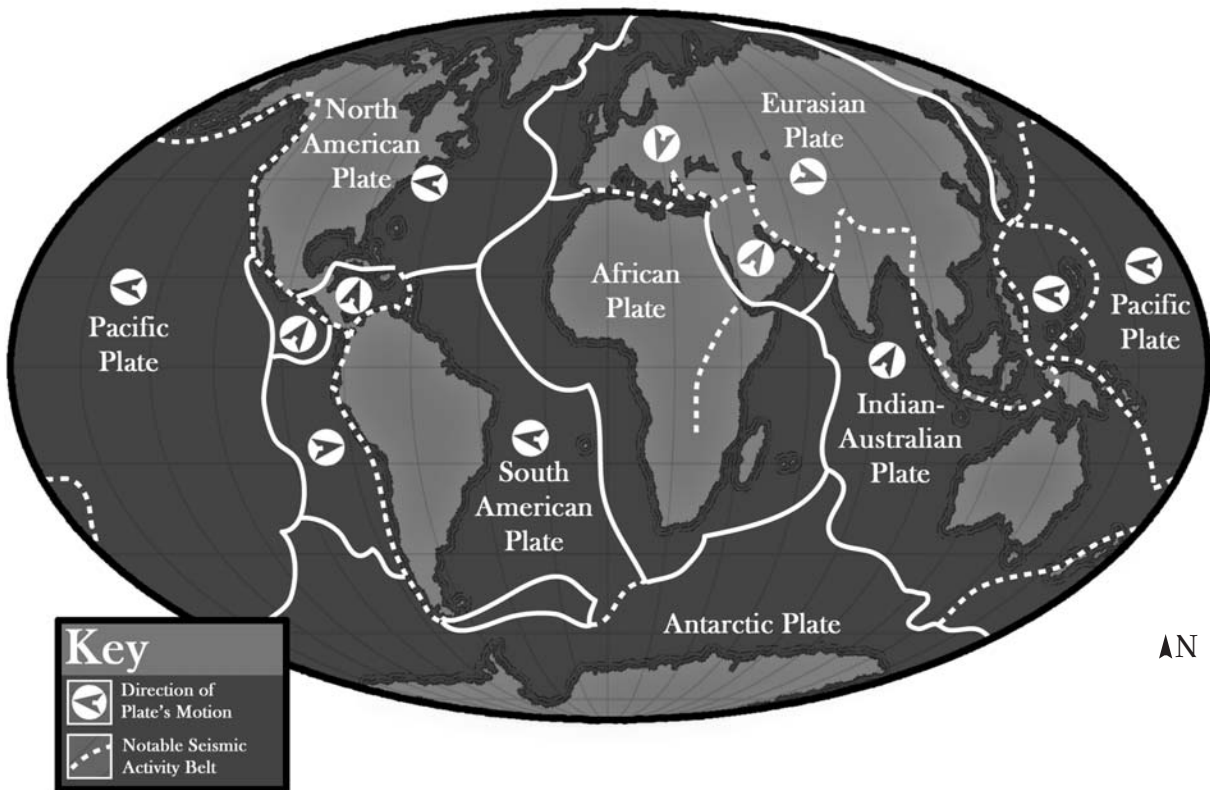 North
American
Plate
Eurasian
Plate
African
Plate
Pacific
Plate
Pacific
Plate
Indian-
Australian
Plate
South
American
Plate
Antarctic Plate
N
Key
Direction of
Plate's Motion
Notable Seismic
Activity Belt